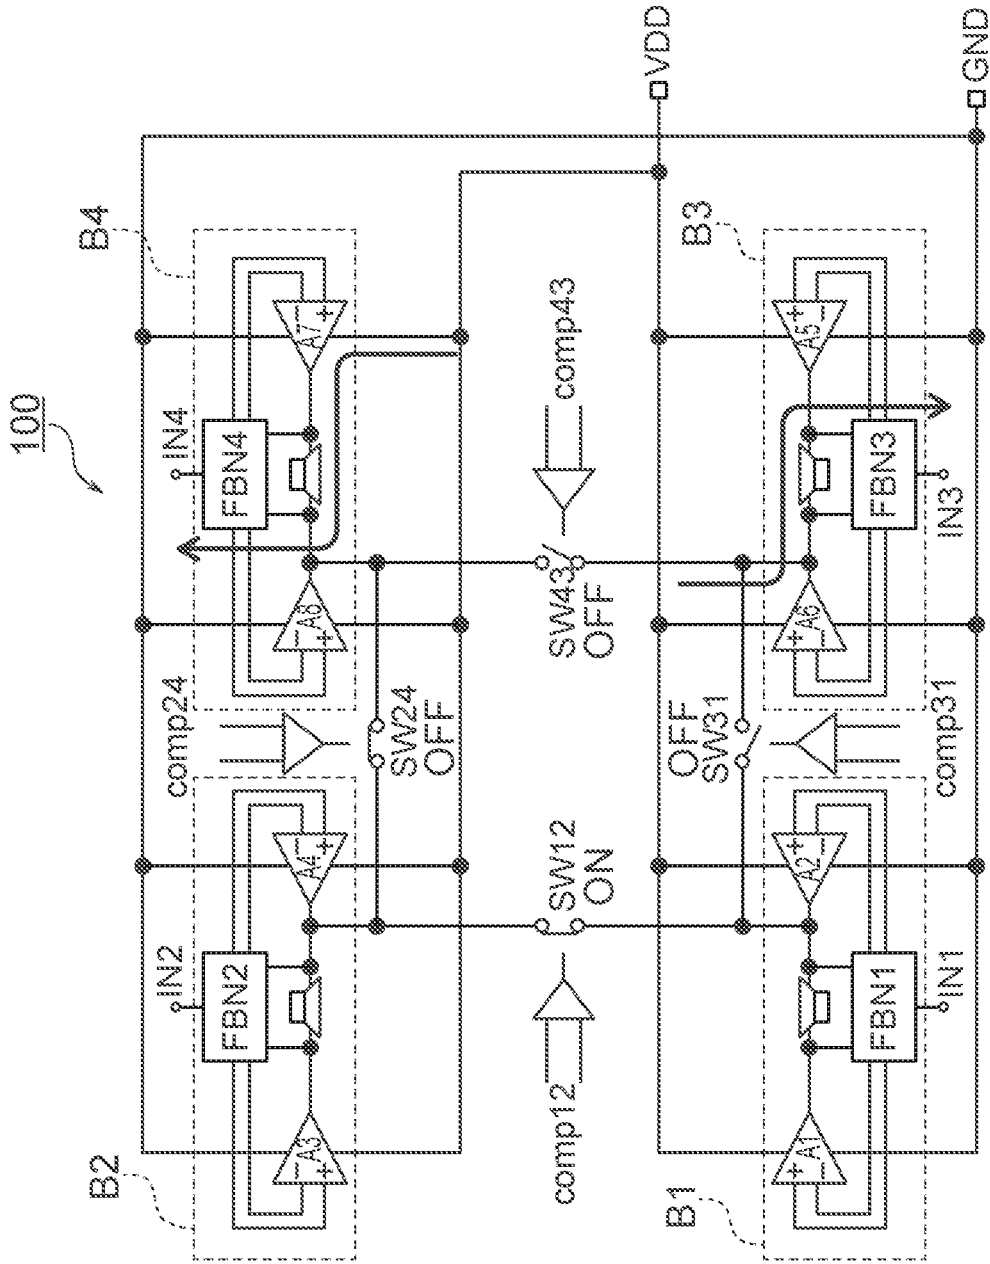 100
B2
B4
IN2
IN4
FBN2
FBN4
A3
−
+
A4
−
+
A8
−
+
A7
−
+
comp24
SW24
OFF
comp12
SW12
ON
SW43
OFF
comp43
OFF
SW31
comp31
VDD
GND
B1
B3
A1
+
−
A2
+
−
A6
+
−
A5
+
−
FBN1
FBN3
IN1
IN3